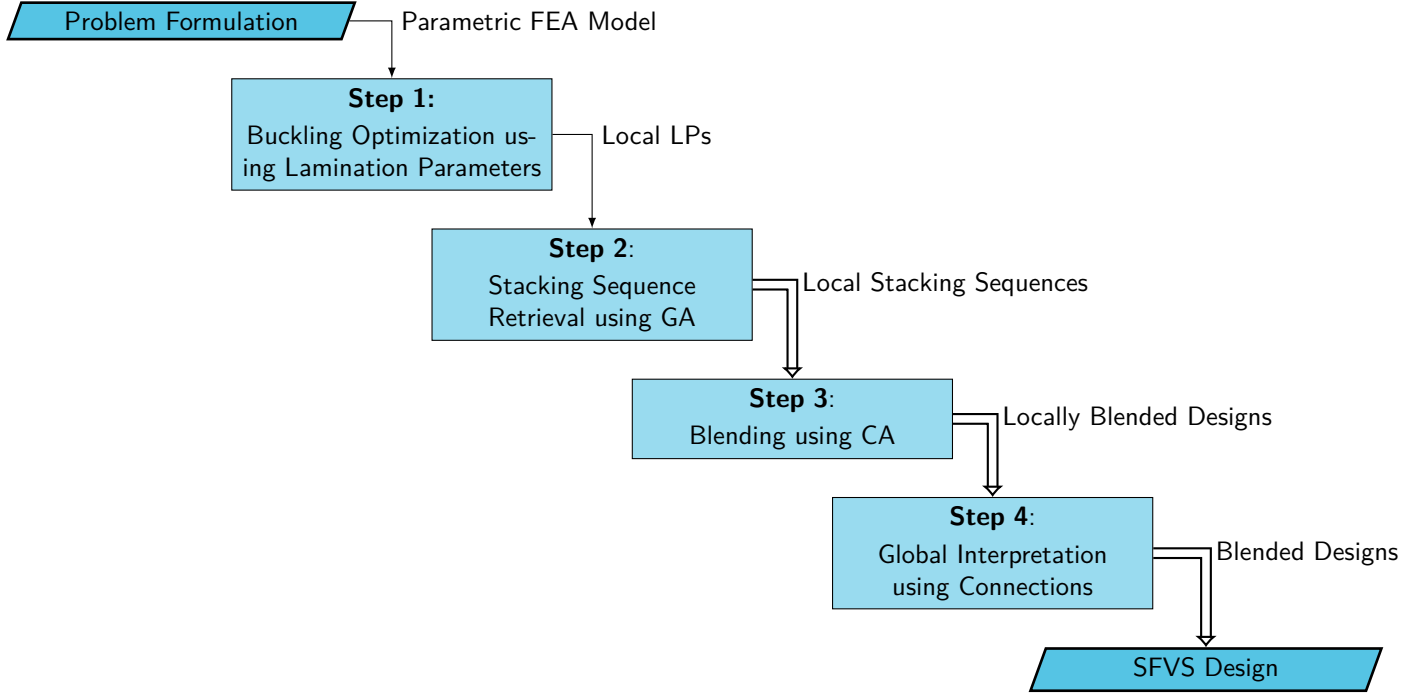 Problem Formulation
Parametric FEA Model
Step 1:
Buckling Optimization us-
ing Lamination Parameters
Local LPs
Step 2:
Stacking Sequence
Retrieval using GA
Local Stacking Sequences
Step 3:
Blending using CA
Locally Blended Designs
Step 4:
Global Interpretation
using Connections
Blended Designs
SFVS Design